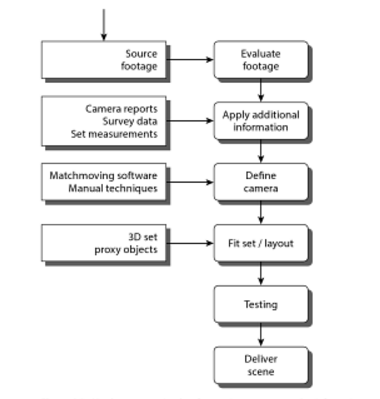 Source
footage
Evaluate
footage
Camera reports
Survey data
Set measurements
Apply additional
information
Matchmoving software
Manual techniques
Define
camera
3D set
proxy objects
Fit set / layout
Testing
Deliver
scene